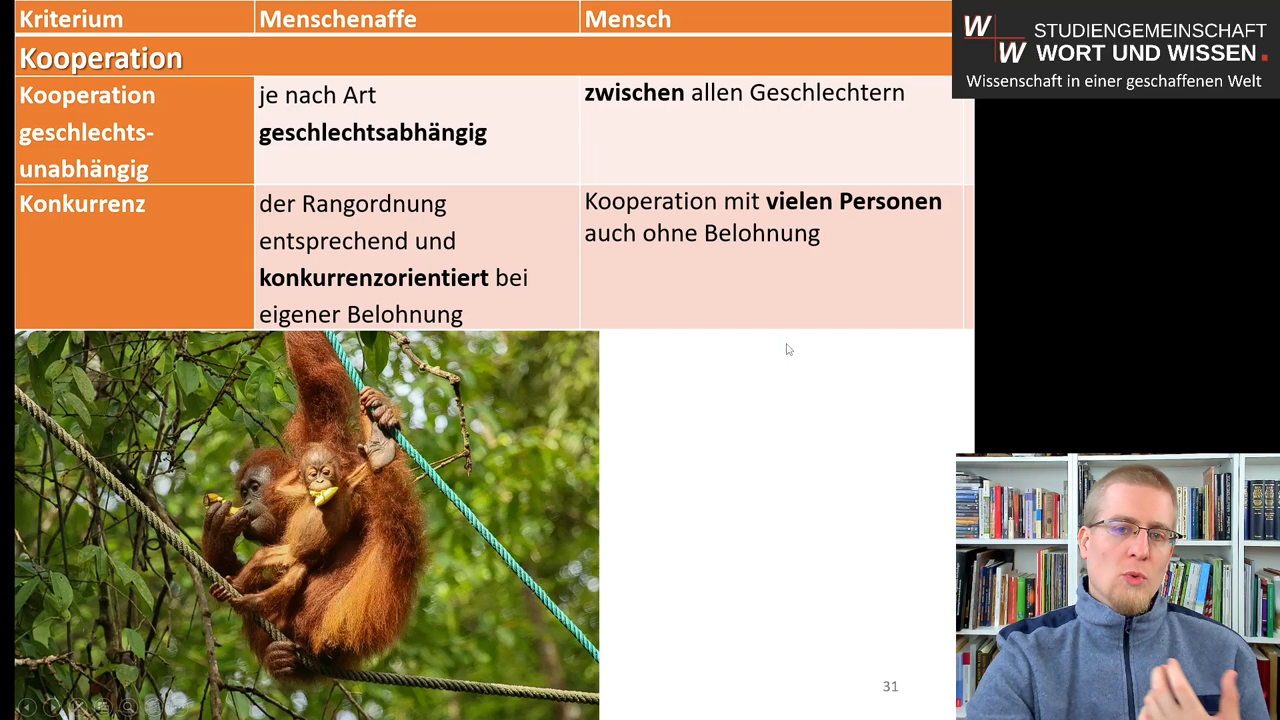 Kriterium
Menschenaffe
Mensch
Kooperation
Kooperation
geschlechts-
unabhängig
je nach Art
geschlechtsabhängig
zwischen allen Geschlechtern
Konkurrenz
der Rangordnung
entsprechend und
konkurrenzorientiert bei
eigener Belohnung
Kooperation mit vielen Personen
auch ohne Belohnung
W
W
STUDIENGEMEINSCHAFT
WORT UND WISSEN.
Wissenschaft in einer geschaffenen Welt
31